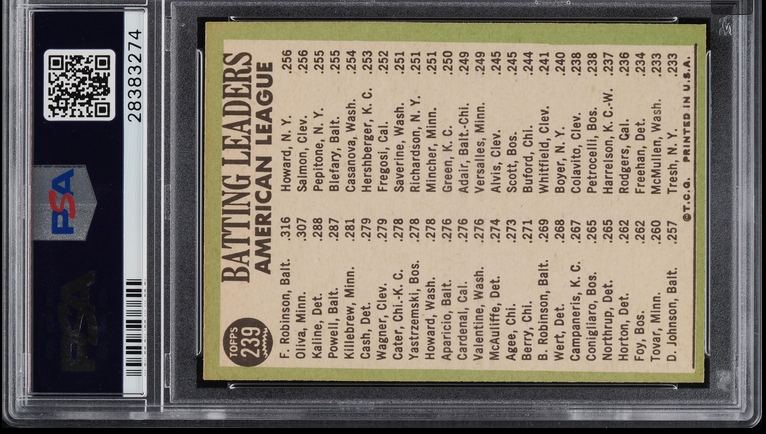 PSA
28383274
PSA
TOPPS
239
BATTING LEADERS
AMERICAN LEAGUE
F. Robinson, Balt. .316
Oliva, Minn. .307
Kaline, Det. .288
Powell, Balt. .287
Killebrew, Minn. .281
Cash, Det. .279
Wagner, Clev. .279
Cater, Chi.-K. C. .278
Yastrzemski, Bos. .278
Howard, Wash. .278
Aparicio, Balt. .276
Cardenal, Cal. .276
Valentine, Wash. .276
McAuliffe, Det. .274
Agee, Chi. .273
Berry, Chi. .271
B. Robinson, Balt. .269
Wert, Det. .268
Campaneris, K. C. .267
Conigliaro, Bos. .265
Northrup, Det. .265
Horton, Det. .262
Foy, Bos. .262
Tovar, Minn. .260
D. Johnson, Balt. .257
Howard, N. Y. .256
Salmon, Clev. .256
Pepitone, N. Y. .255
Blefary, Balt. .255
Casanova, Wash. .254
Hershberger, K. C. .253
Fregosi, Cal. .252
Saverine, Wash. .251
Richardson, N. Y. .251
Mincher, Minn. .251
Green, K. C. .250
Adair, Balt.-Chi. .249
Versalles, Minn. .249
Alvis, Clev. .245
Scott, Bos. .245
Buford, Chi. .244
Whitfield, Clev. .241
Boyer, N. Y. .240
Colavito, Clev. .238
Petrocelli, Bos. .238
Harrelson, K. C.-W. .237
Rodgers, Cal. .236
Freehan, Det. .234
McMullen, Wash. .233
Tresh, N. Y. .233
© T.C.G. PRINTED IN U.S.A.